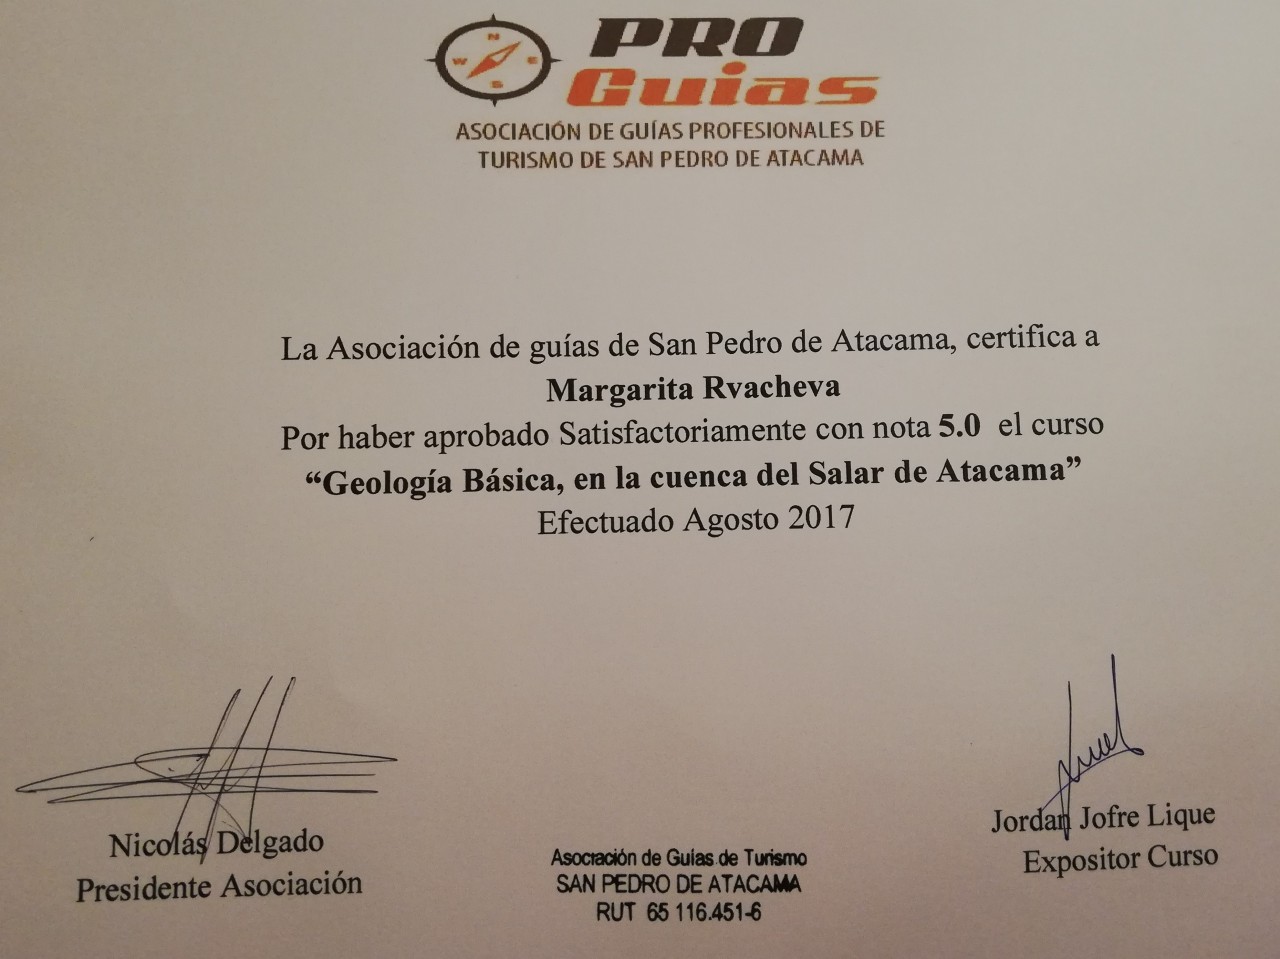 N
W E
S
PRO
Guias
ASOCIACIÓN DE GUÍAS PROFESIONALES DE
TURISMO DE SAN PEDRO DE ATACAMA
La Asociación de guías de San Pedro de Atacama, certifica a
Margarita Rvacheva
Por haber aprobado Satisfactoriamente con nota 5.0 el curso
“Geología Básica, en la cuenca del Salar de Atacama”
Efectuado Agosto 2017
Nicolás Delgado
Presidente Asociación
Asociación de Guías de Turismo
SAN PEDRO DE ATACAMA
RUT 65 116.451-6
Jordan Jofre Lique
Expositor Curso